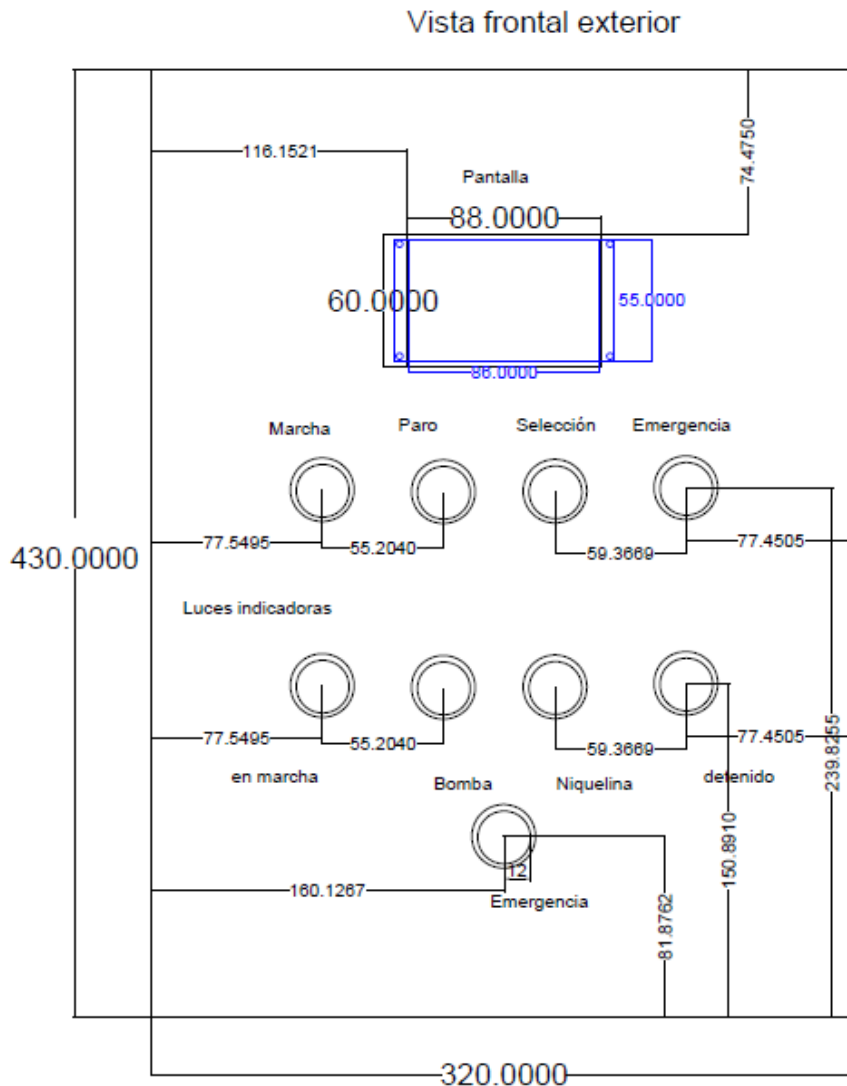 Vista frontal exterior
116.1521
74.4750
Pantalla
88.0000
60.0000
55.0000
86.0000
Marcha
Paro
Selección
Emergencia
77.5495
55.2040
59.3669
77.4505
430.0000
Luces indicadoras
77.5495
55.2040
59.3669
77.4505
239.8255
en marcha
Bomba
Niquelina
detenido
150.8910
12
160.1267
Emergencia
81.8762
320.0000